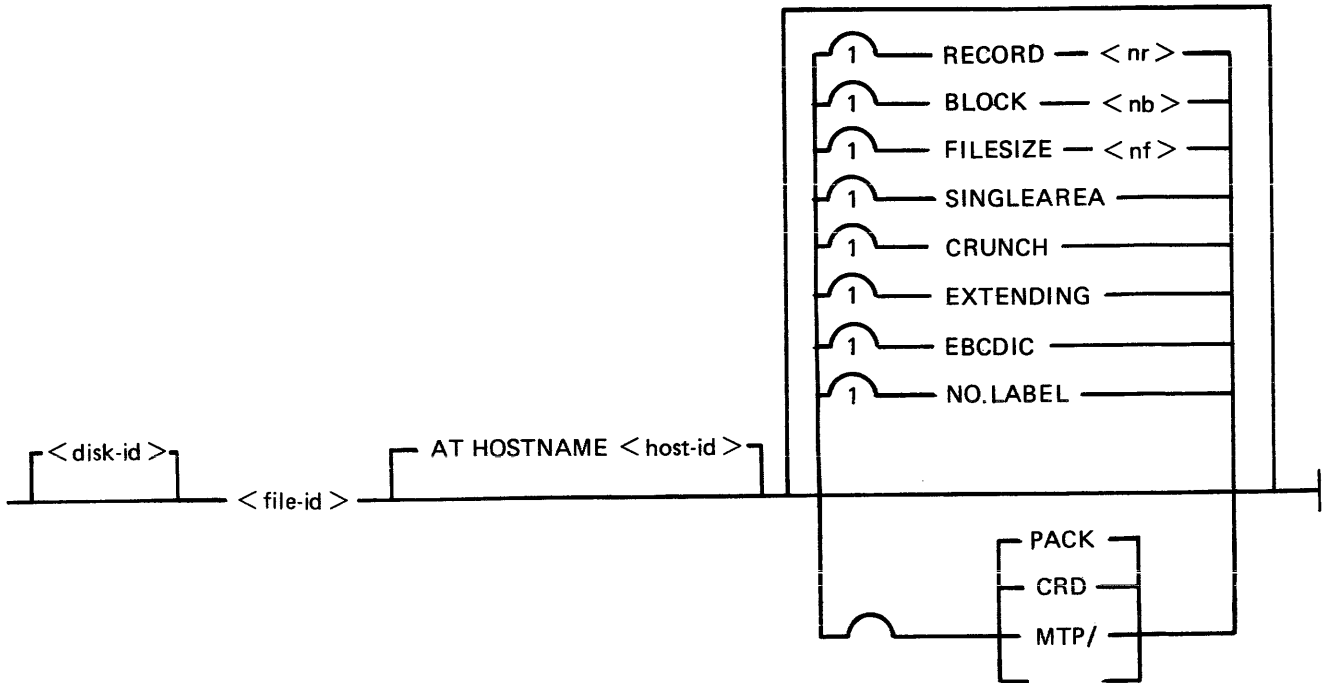 1 RECORD <nr>
1 BLOCK <nb>
1 FILESIZE <nf>
1 SINGLEAREA
1 CRUNCH
1 EXTENDING
1 EBCDIC
1 NO.LABEL
<disk-id> AT HOSTNAME <host-id>
<file-id>
PACK
CRD
MTP/